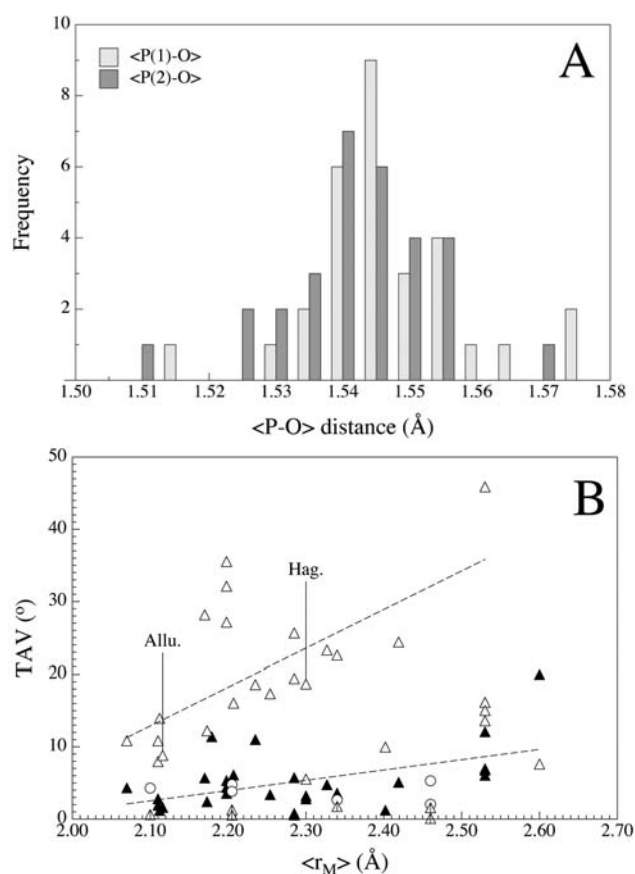 A
<P(1)-O>
<P(2)-O>
10
8
6
4
2
Frequency
1.50 1.51 1.52 1.53 1.54 1.55 1.56 1.57 1.58
<P-O> distance (Å)
B
50
40
30
20
10
0
TAV (º)
Hag.
Allu.
2.00 2.10 2.20 2.30 2.40 2.50 2.60 2.70
<r_M> (Å)